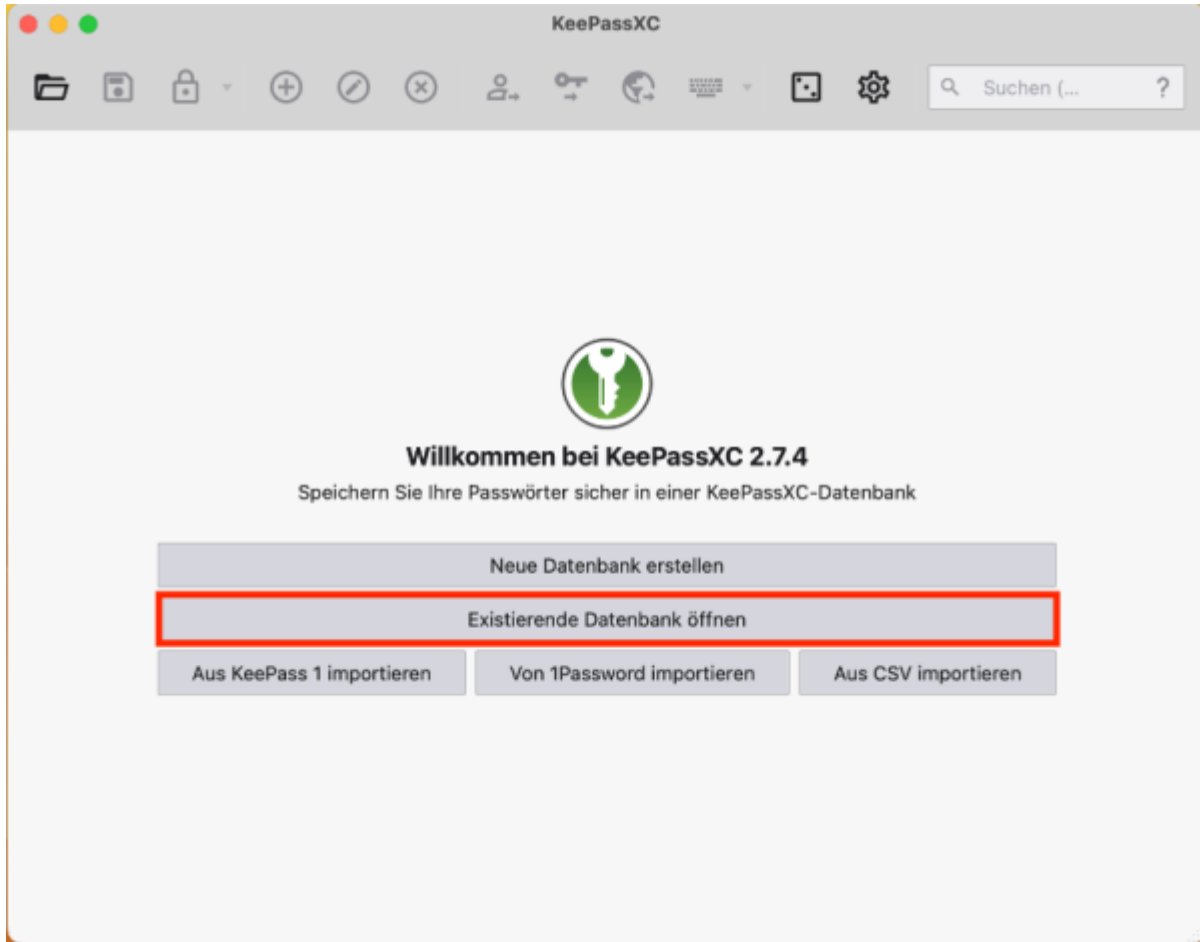 KeePassXC
Suchen (... ?
Willkommen bei KeePassXC 2.7.4
Speichern Sie Ihre Passwörter sicher in einer KeePassXC-Datenbank
Neue Datenbank erstellen
Existierende Datenbank öffnen
Aus KeePass 1 importieren Von 1Password importieren Aus CSV importieren